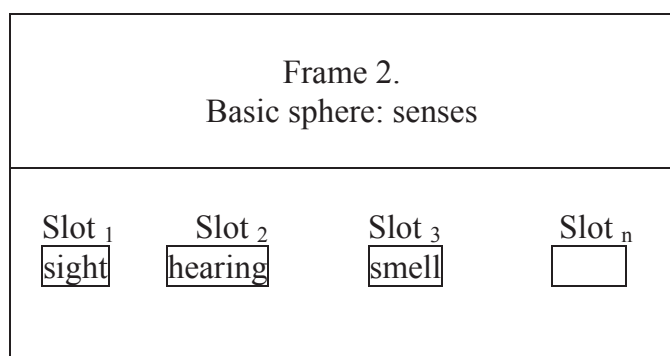 Frame 2.
Basic sphere: senses
Slot 1 Slot 2 Slot 3 Slot n
sight hearing smell